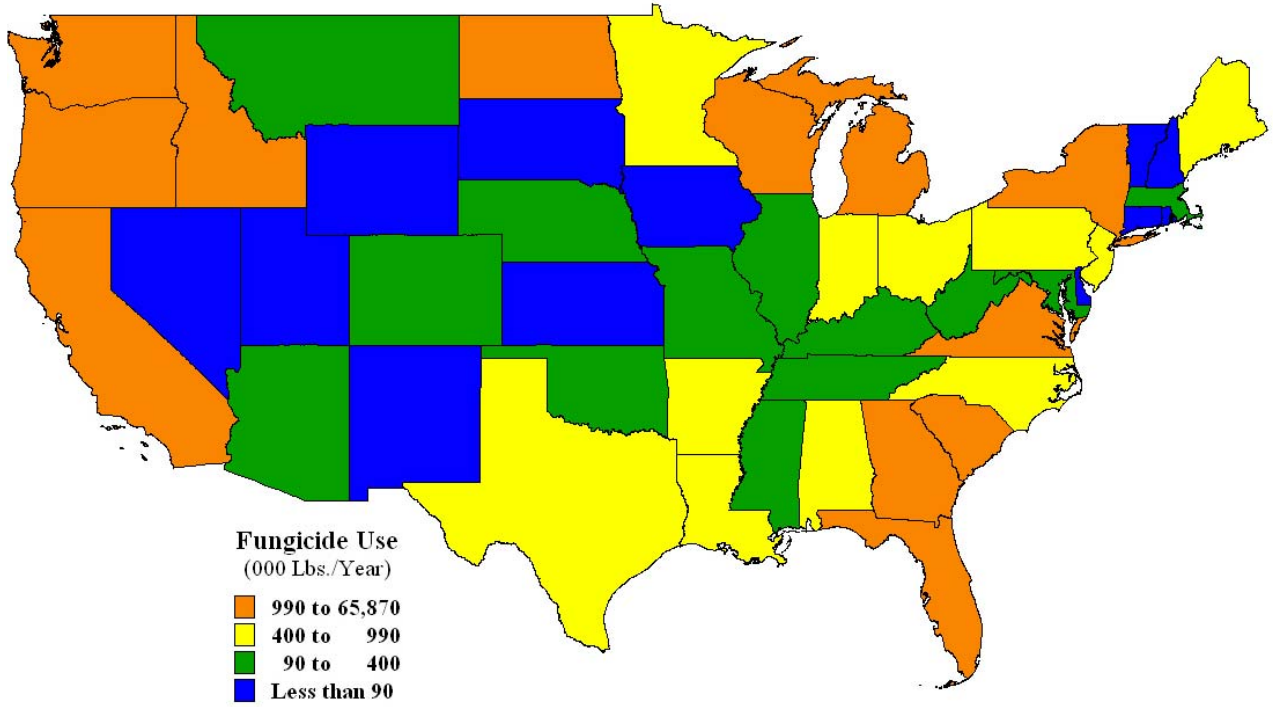 Fungicide Use
(000 Lbs./Year)
990 to 65,870
400 to 990
90 to 400
Less than 90